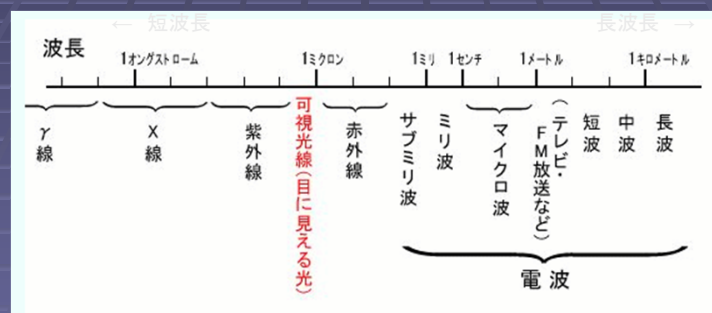 ← 短波長
長波長 →
波長
1オングストローム
1ミクロン
1ミリ
1センチ
1メートル
1キロメートル
γ線
X線
紫外線
可視光線(目に見える光)
赤外線
サブミリ波
ミリ波
マイクロ波
(テレビ・
FM放送など)
短波
中波
長波
電波